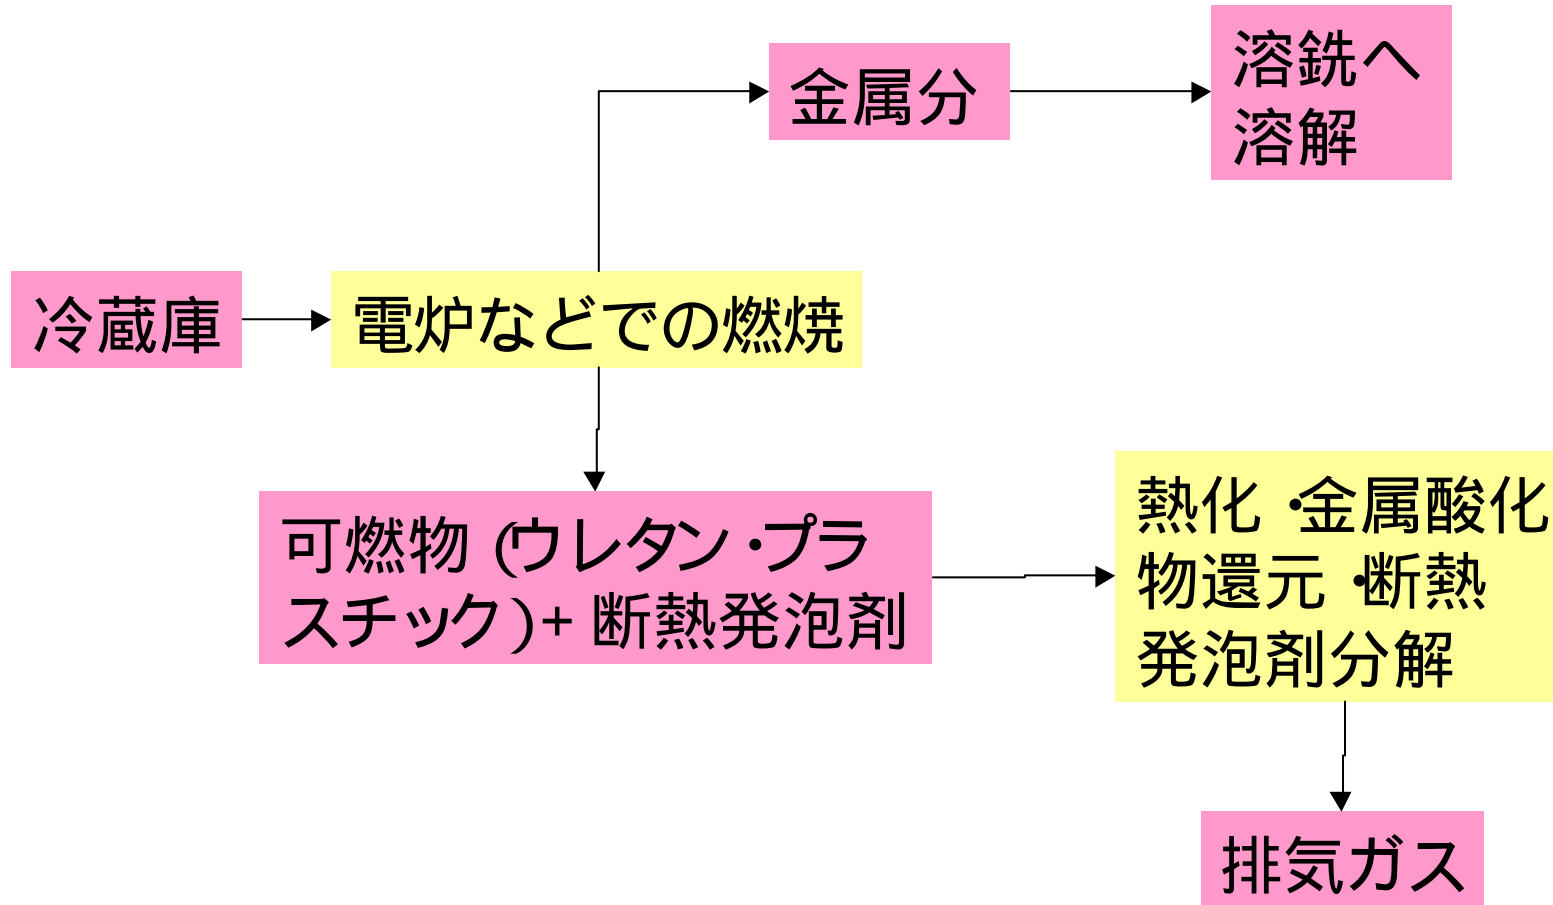 溶銑へ
溶解
金属分
冷蔵庫
電炉などでの燃焼
可燃物(ウレタン・プラ
スチック)+断熱発泡剤
熱化・金属酸化
物還元・断熱
発泡剤分解
排気ガス